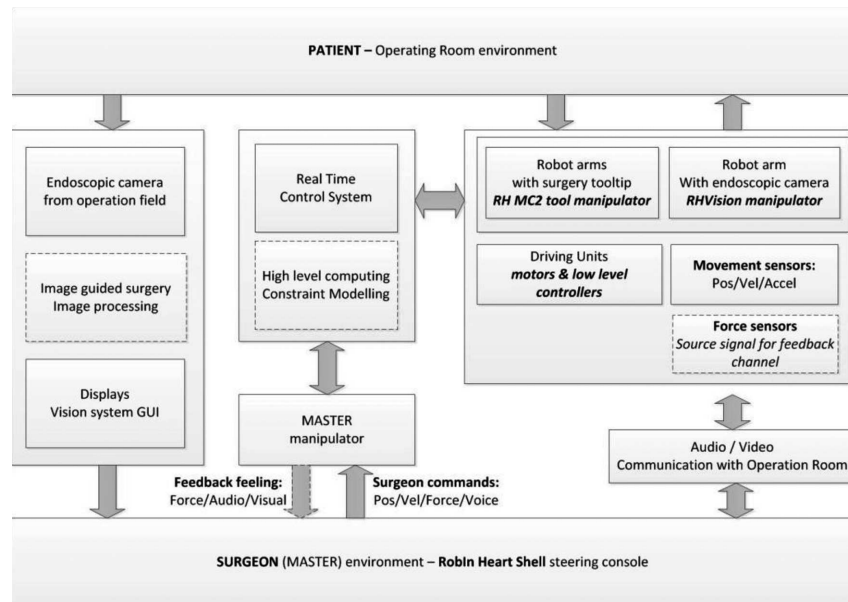 PATIENT – Operating Room environment
Endoscopic camera
from operation field
Image guided surgery
Image processing
Displays
Vision system GUI
Real Time
Control System
High level computing
Constraint Modelling
MASTER
manipulator
Robot arms
with surgery tooltip
RH MC2 tool manipulator
Robot arm
With endoscopic camera
RHVision manipulator
Driving Units
motors & low level
controllers
Movement sensors:
Pos/Vel/Accel
Force sensors
Source signal for feedback
channel
Audio / Video
Communication with Operation Room
Feedback feeling:
Force/Audio/Visual
Surgeon commands:
Pos/Vel/Force/Voice
SURGEON (MASTER) environment – RobIn Heart Shell steering console